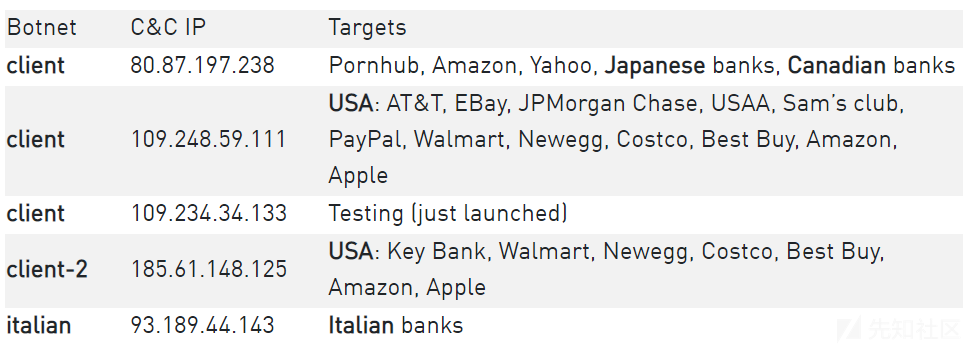 Botnet C&C IP Targets
client 80.87.197.238 Pornhub, Amazon, Yahoo, Japanese banks, Canadian banks
client 109.248.59.111 USA: AT&T, EBay, JPMorgan Chase, USAA, Sam's club,
PayPal, Walmart, Newegg, Costco, Best Buy, Amazon,
Apple
client 109.234.34.133 Testing (just launched)
client-2 185.61.148.125 USA: Key Bank, Walmart, Newegg, Costco, Best Buy,
Amazon, Apple
italian 93.189.44.143 Italian banks
先知社区